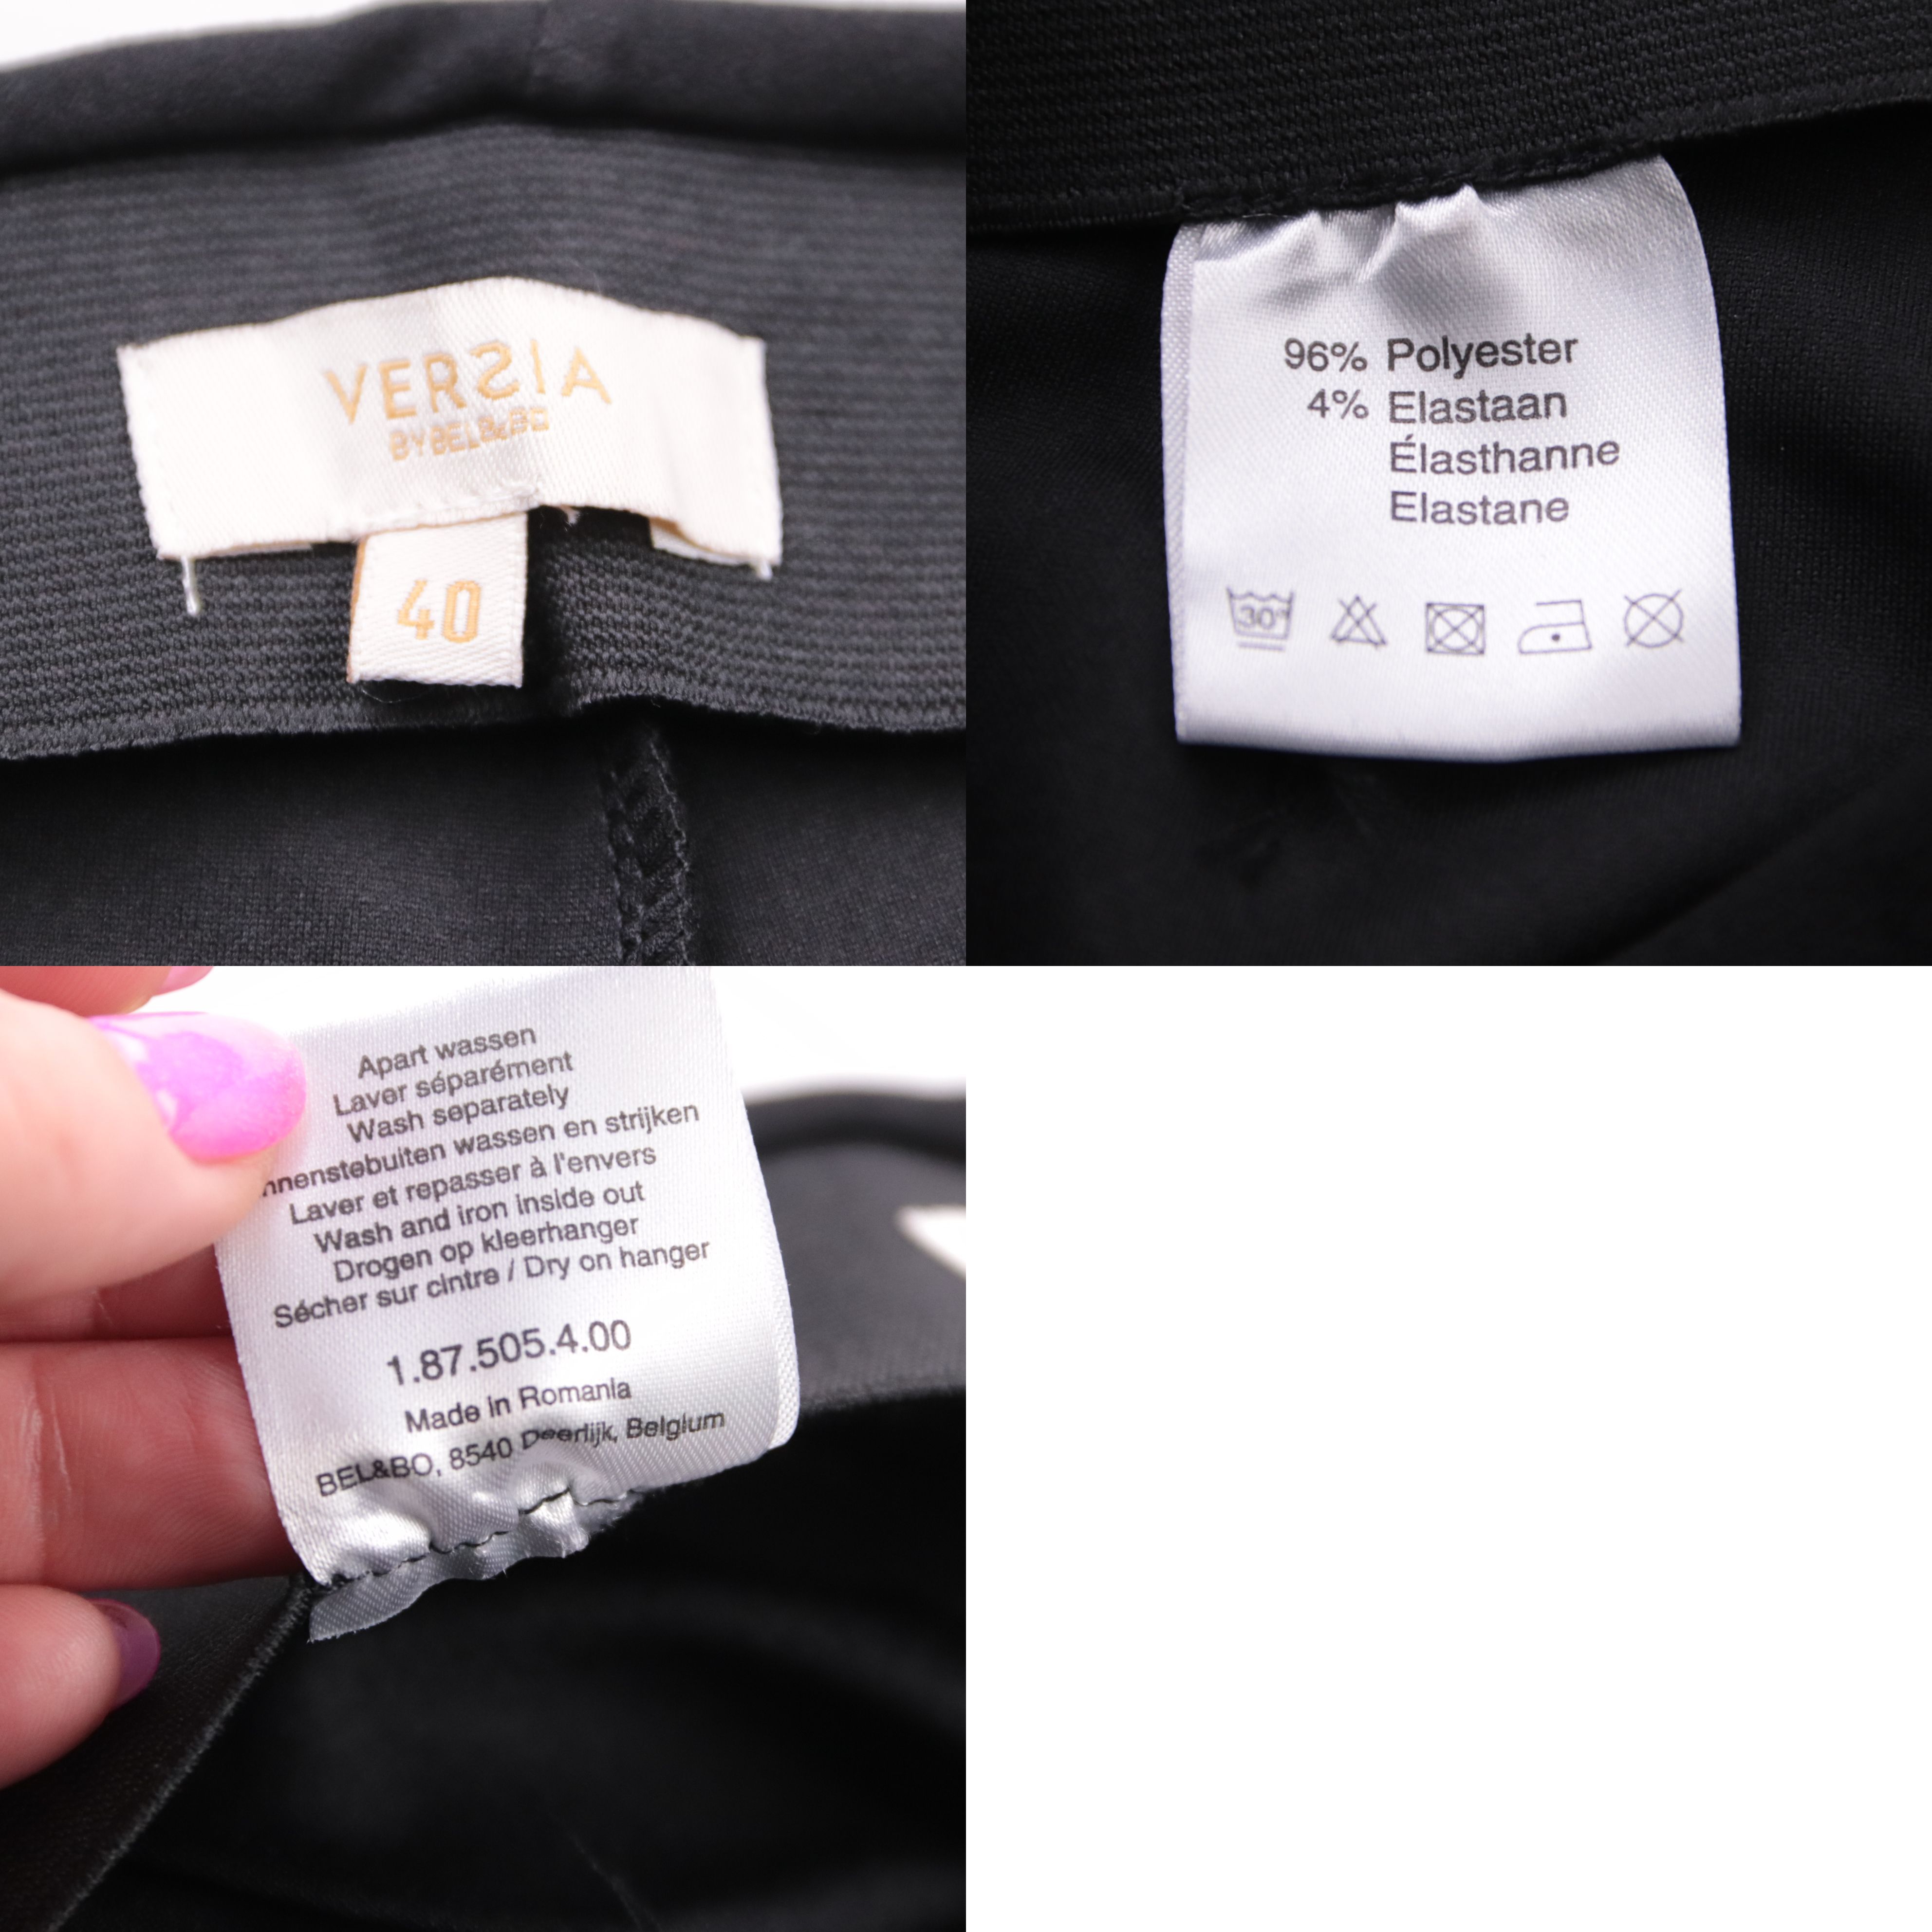 VERSIA
BY BEL&BO
40
96% Polyester
4% Elastaan
Élasthanne
Elastane
30°
Apart wassen
Laver séparément
Wash separately
wassen en strijken
Laver et repasser à l'envers
Wash and iron inside out
Drogen op kleerhanger
Sécher sur cintre / Dry on hanger
1.87.505.4.00
Made in Romania
BEL&BO, 8540 Deerlijk, Belgium